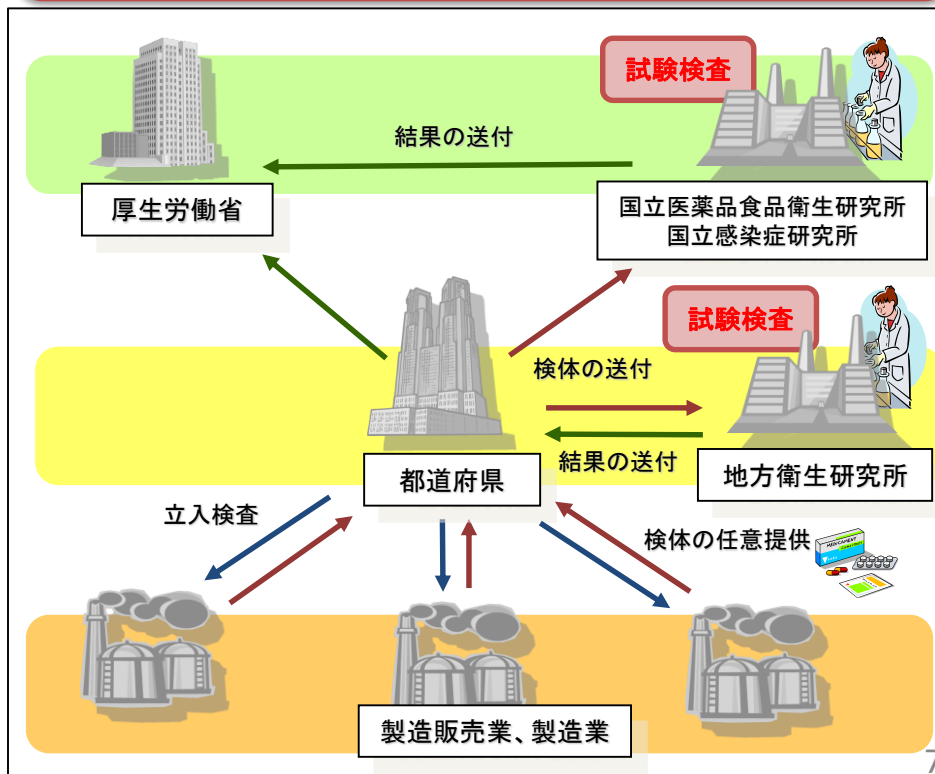 試験検査
結果の送付
厚生労働省
国立医薬品食品衛生研究所
国立感染症研究所
試験検査
検体の送付
結果の送付
都道府県
地方衛生研究所
立入検査
検体の任意提供
MEDICAMENT
製造販売業、製造業
7